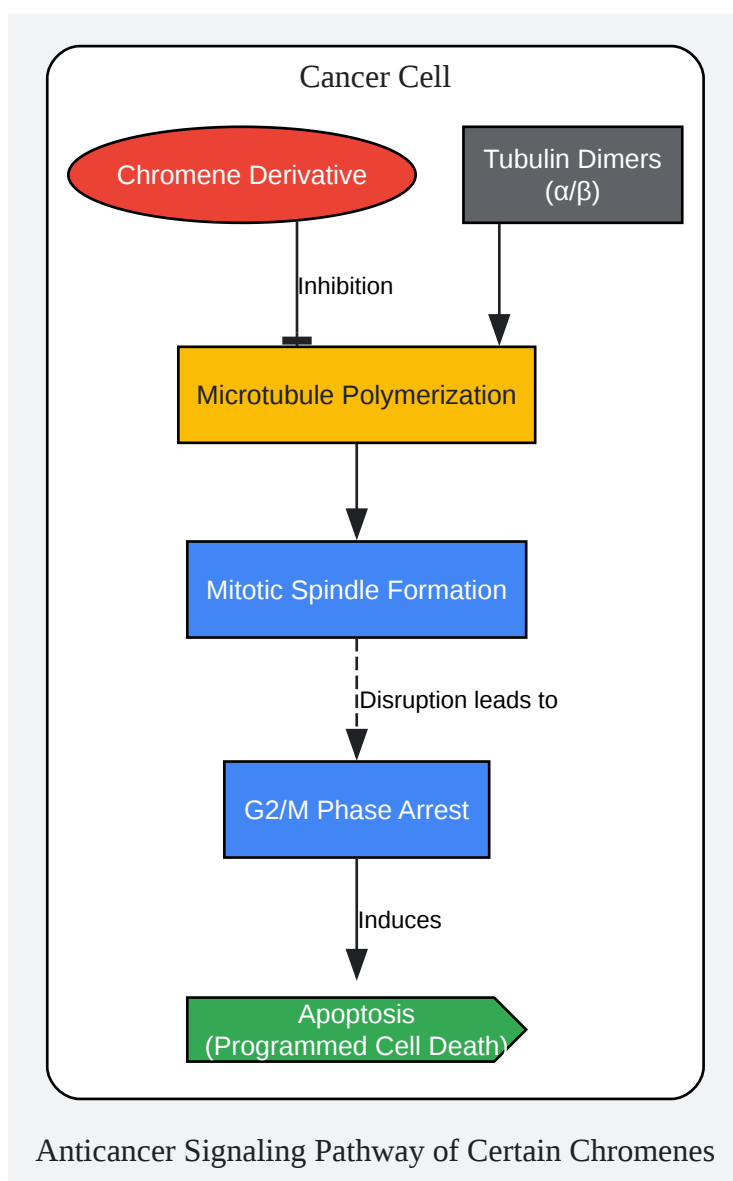 Cancer Cell
Chromene Derivative
Tubulin Dimers
(α/β)
Inhibition
Microtubule Polymerization
Mitotic Spindle Formation
Disruption leads to
G2/M Phase Arrest
Induces
Apoptosis
(Programmed Cell Death)
Anticancer Signaling Pathway of Certain Chromenes